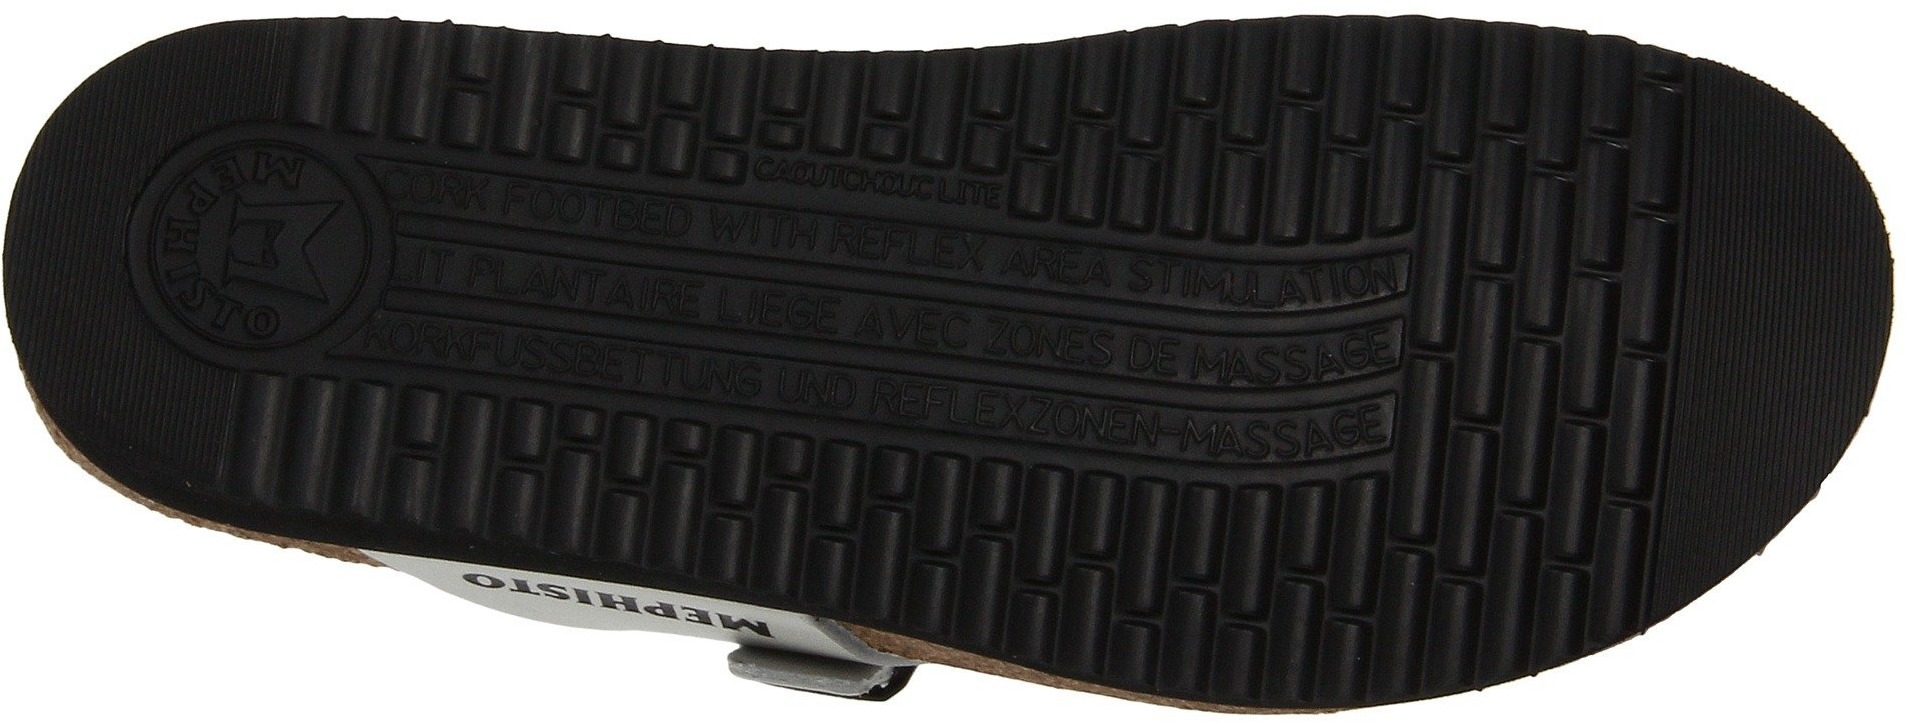 MEPHISTO
CAOUTCHOUC LITE
CORK FOOTBED WITH REFLEX AREA STIMULATION
LIT PLANTAIRE LIEGE AVEC ZONES DE MASSAGE
KORKFUSSBETTUNG UND REFLEXZONEN-MASSAGE
MEPHISTO